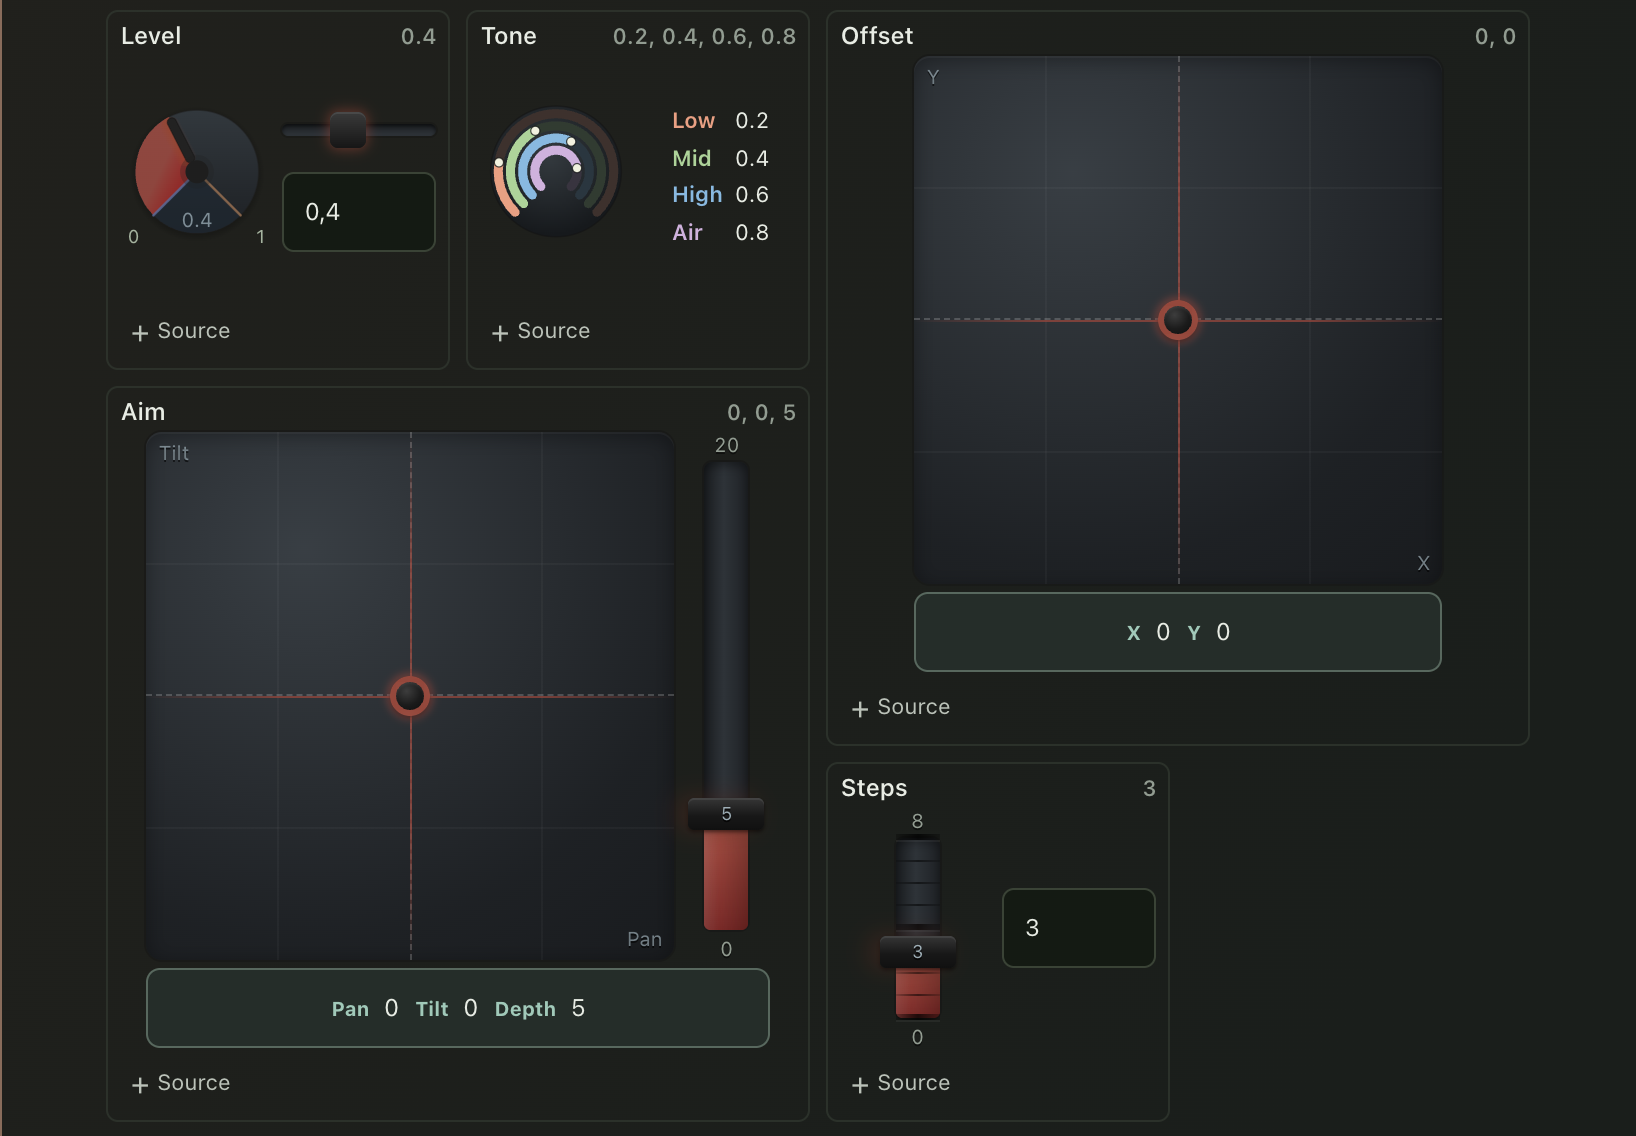 Level 0.4
0.4
0 1
0,4
+ Source
Tone 0.2, 0.4, 0.6, 0.8
Low 0.2
Mid 0.4
High 0.6
Air 0.8
+ Source
Offset 0, 0
Y
X
X 0 Y 0
+ Source
Aim 0, 0, 5
Tilt
Pan
20
5
0
Pan 0 Tilt 0 Depth 5
+ Source
Steps 3
8
3
0
3
+ Source